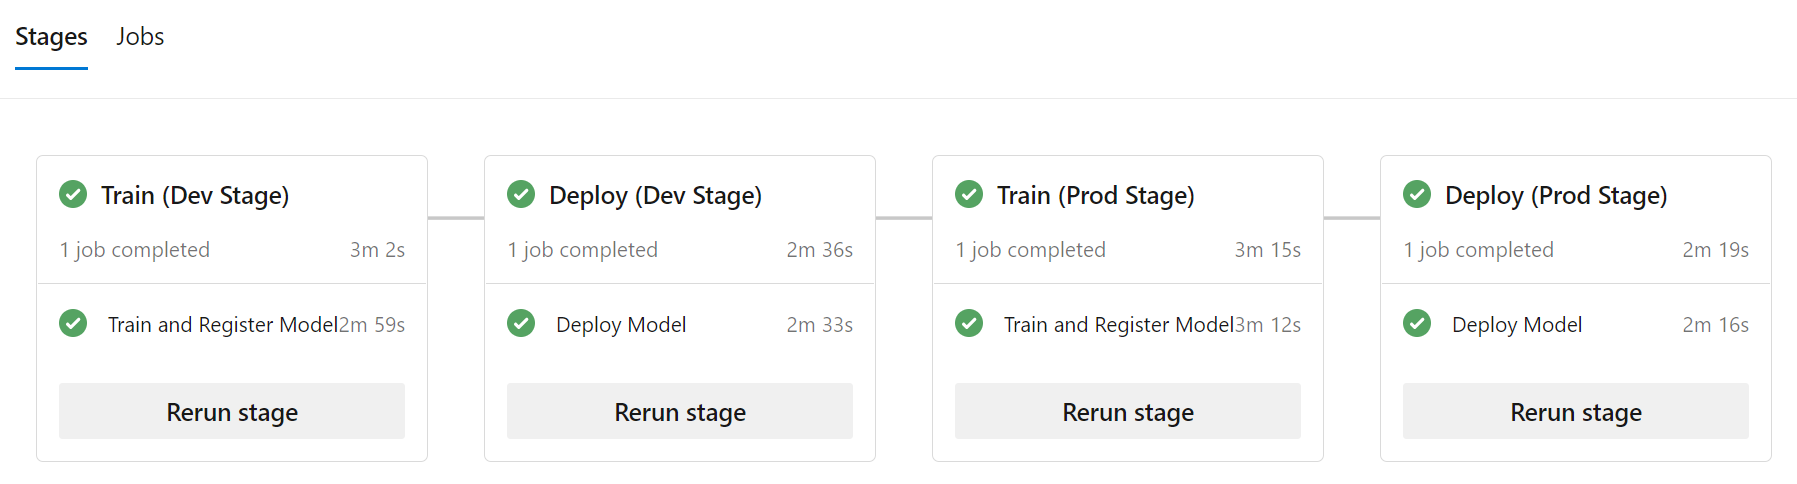 Stages Jobs
Train (Dev Stage)
1 job completed 3m 2s
Train and Register Model 2m 59s
Rerun stage
Deploy (Dev Stage)
1 job completed 2m 36s
Deploy Model 2m 33s
Rerun stage
Train (Prod Stage)
1 job completed 3m 15s
Train and Register Model 3m 12s
Rerun stage
Deploy (Prod Stage)
1 job completed 2m 19s
Deploy Model 2m 16s
Rerun stage